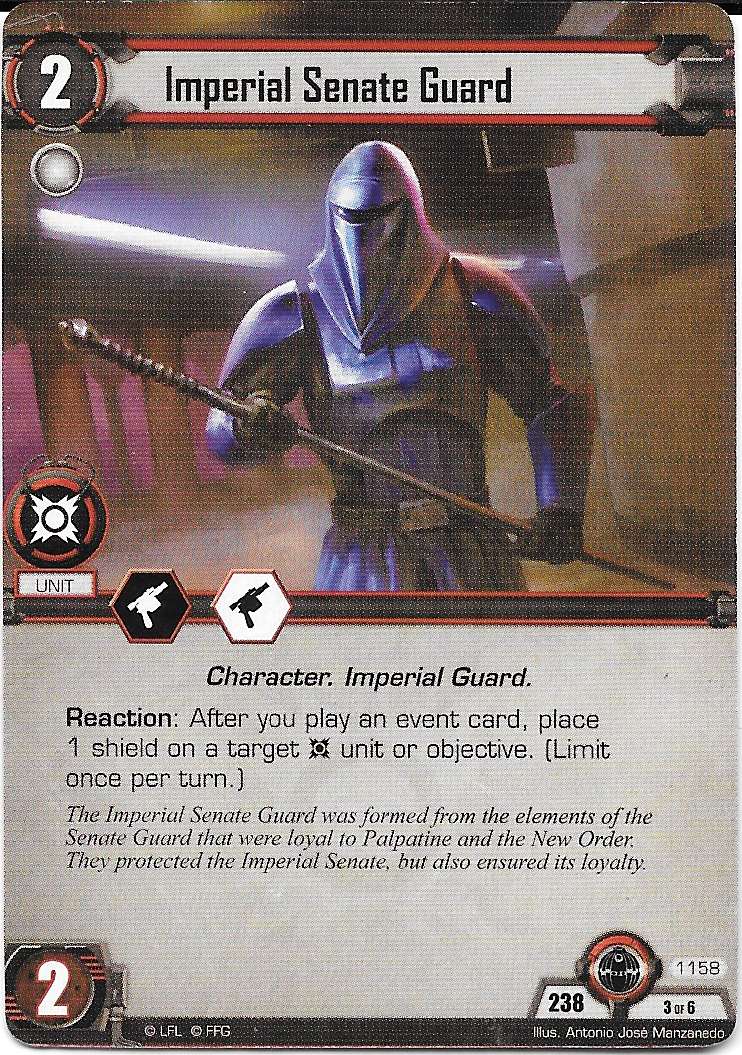 2
Imperial Senate Guard
UNIT
Character. Imperial Guard.
Reaction: After you play an event card, place
1 shield on a target unit or objective. (Limit
once per turn.)
The Imperial Senate Guard was formed from the elements of the
Senate Guard that were loyal to Palpatine and the New Order.
They protected the Imperial Senate, but also ensured its loyalty.
2
1158
238
3 OF 6
© LFL © FFG
Illus. Antonio José Manzanedo